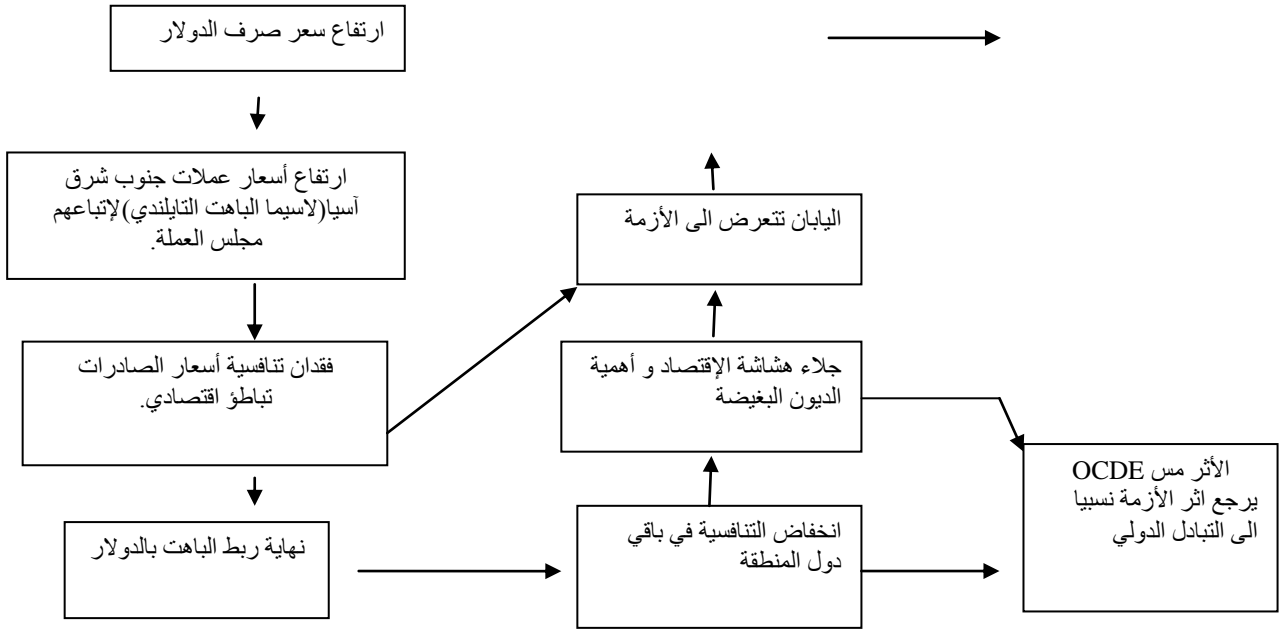 ارتفاع سعر صرف الدولار
ارتفاع أسعار عملات جنوب شرق
آسيا(لاسيما الباهت التايلندي)لإتباعهم
مجلس العملة.
فقدان تنافسية أسعار الصادرات
تباطؤ اقتصادي.
نهاية ربط الباهت بالدولار
اليابان تتعرض الى الأزمة
جلاء هشاشة الإقتصاد و أهمية
الديون البغيضة
انخفاض التنافسية في باقي
دول المنطقة
الأثر مس OCDE
يرجع اثر الأزمة نسبيا
الى التبادل الدولي